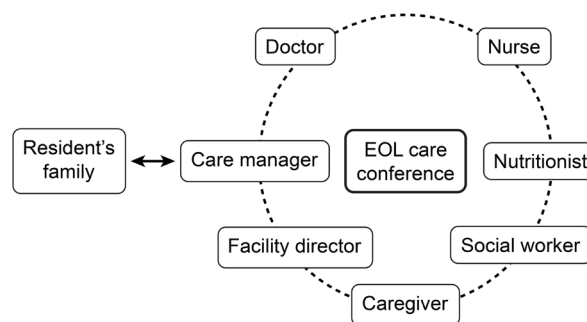 Doctor
Nurse
Resident's
family
Care manager
EOL care
conference
Nutritionist
Facility director
Social worker
Caregiver